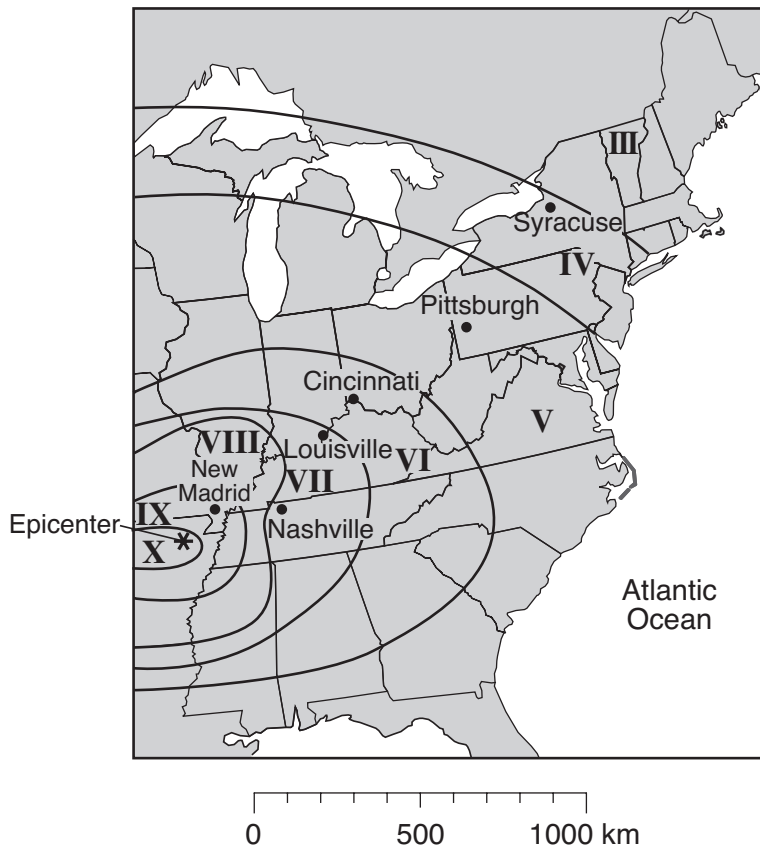 III
Syracuse
IV
Pittsburgh
Cincinnati
V
VIII
Louisville
VI
New
Madrid
VII
IX
Epicenter
Nashville
X
Atlantic
Ocean
0 500 1000 km